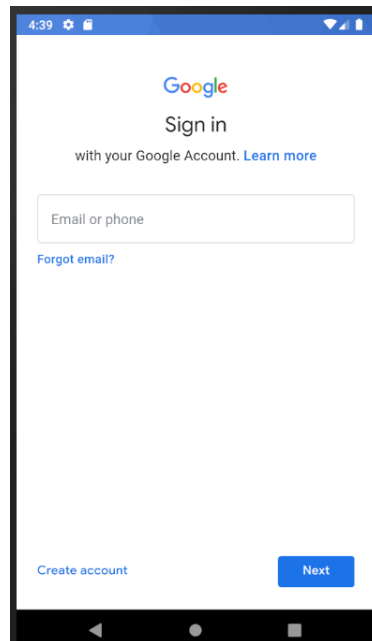 4:39
Google
Sign in
with your Google Account. Learn more
Email or phone
Forgot email?
Create account
Next